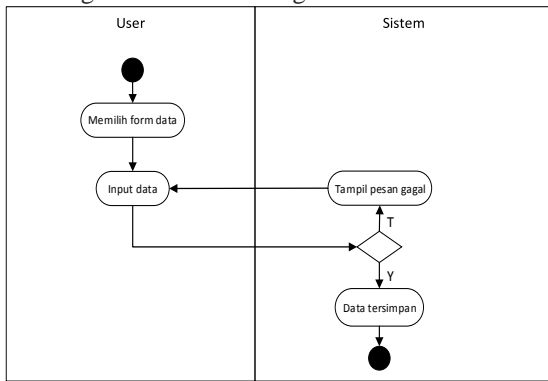 User
Sistem
Memilih form data
Input data
Tampil pesan gagal
T
Y
Data tersimpan